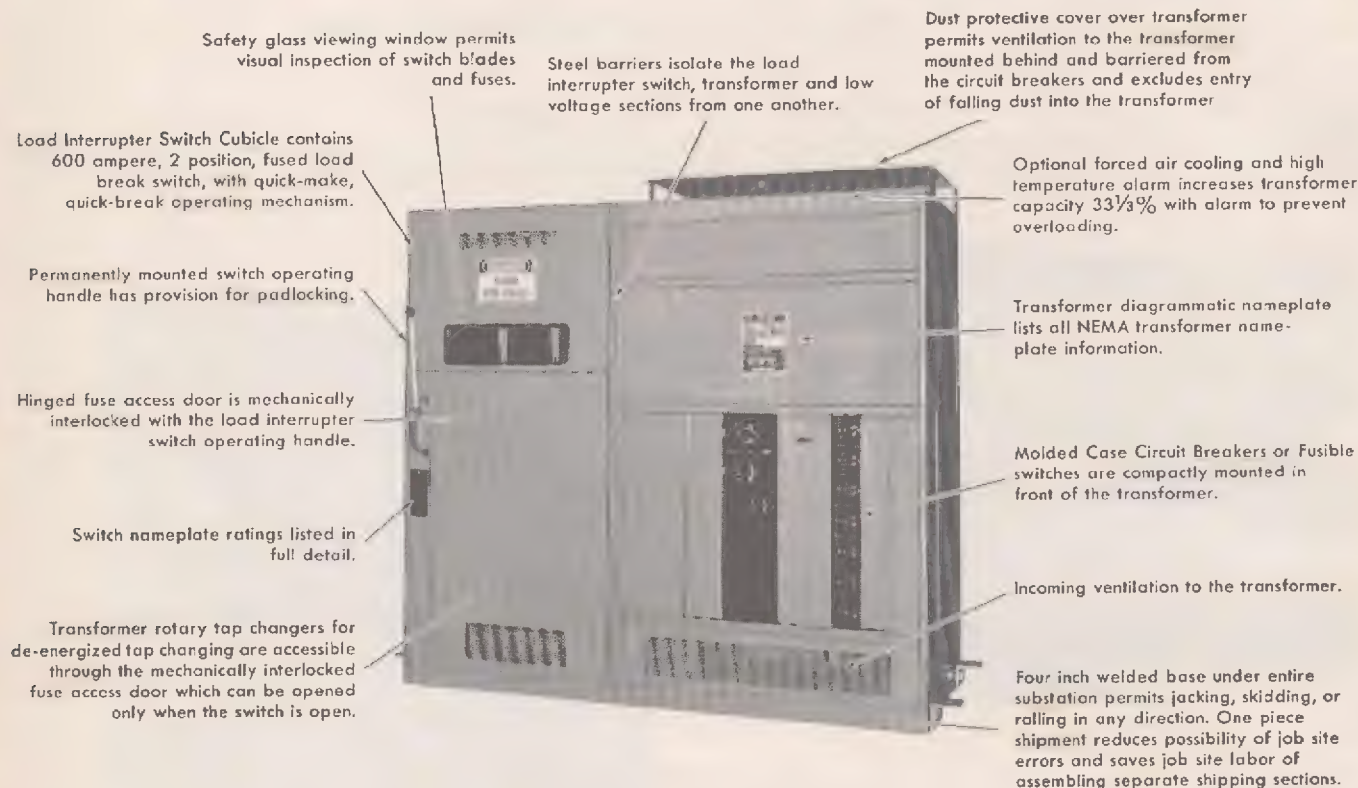 Safety glass viewing window permits
visual inspection of switch blades
and fuses.
Steel barriers isolate the load
interrupter switch, transformer and low
voltage sections from one another.
Dust protective cover over transformer
permits ventilation to the transformer
mounted behind and barriered from
the circuit breakers and excludes entry
of falling dust into the transformer
Load Interrupter Switch Cubicle contains
600 ampere, 2 position, fused load
break switch, with quick-make,
quick-break operating mechanism.
Optional forced air cooling and high
temperature alarm increases transformer
capacity 33⅓% with alarm to prevent
overloading.
Permanently mounted switch operating
handle has provision for padlocking.
Transformer diagrammatic nameplate
lists all NEMA transformer name-
plate information.
Hinged fuse access door is mechanically
interlocked with the load interrupter
switch operating handle.
Molded Case Circuit Breakers or Fusible
switches are compactly mounted in
front of the transformer.
Switch nameplate ratings listed in
full detail.
Incoming ventilation to the transformer.
Transformer rotary tap changers for
de-energized tap changing are accessible
through the mechanically interlocked
fuse access door which can be opened
only when the switch is open.
Four inch welded base under entire
substation permits jacking, skidding, or
rolling in any direction. One piece
shipment reduces possibility of job site
errors and saves job site labor of
assembling separate shipping sections.